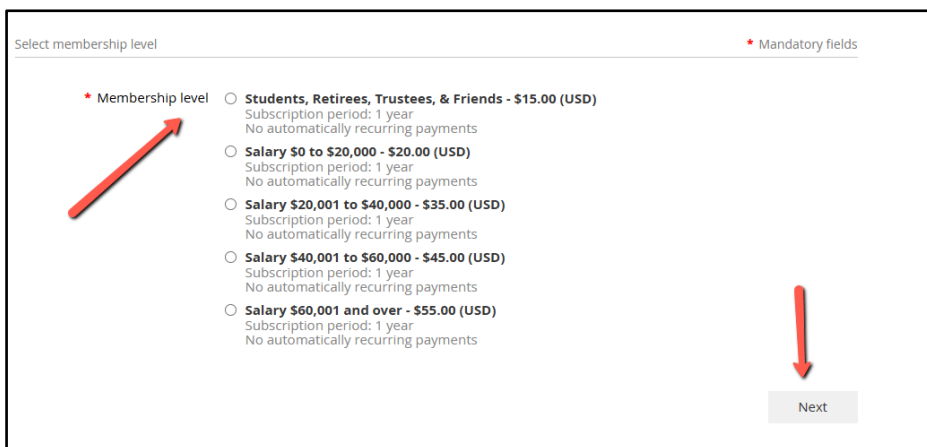 Select membership level
* Mandatory fields
* Membership level
Students, Retirees, Trustees, & Friends - $15.00 (USD)
Subscription period: 1 year
No automatically recurring payments
Salary $0 to $20,000 - $20.00 (USD)
Subscription period: 1 year
No automatically recurring payments
Salary $20,001 to $40,000 - $35.00 (USD)
Subscription period: 1 year
No automatically recurring payments
Salary $40,001 to $60,000 - $45.00 (USD)
Subscription period: 1 year
No automatically recurring payments
Salary $60,001 and over - $55.00 (USD)
Subscription period: 1 year
No automatically recurring payments
Next